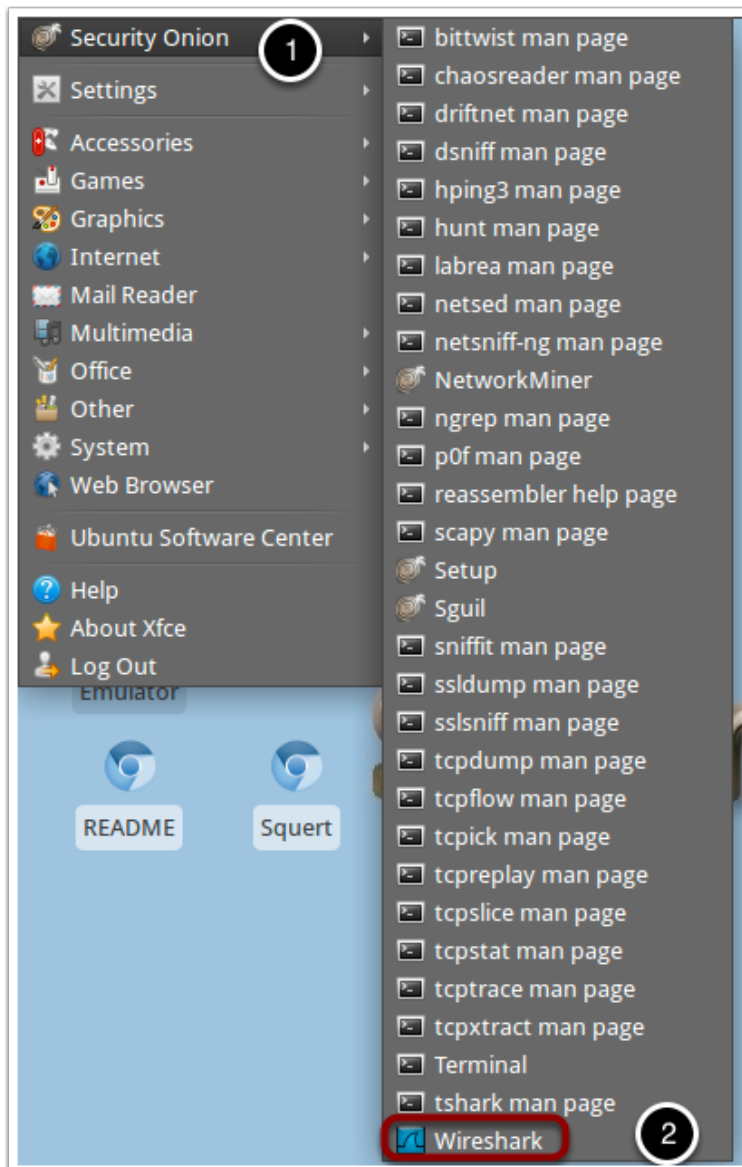 Security Onion
1
Settings
Accessories
Games
Graphics
Internet
Mail Reader
Multimedia
Office
Other
System
Web Browser
Ubuntu Software Center
Help
About Xfce
Log Out
Emulator
README
Squert
bittwist man page
chaosreader man page
driftnet man page
dsniff man page
hping3 man page
hunt man page
labrea man page
netsed man page
netsniff-ng man page
NetworkMiner
ngrep man page
p0f man page
reassembler help page
scapy man page
Setup
Sguil
sniffit man page
ssldump man page
sslsniff man page
tcpdump man page
tcpflow man page
tcpick man page
tcpreplay man page
tcpslice man page
tcpstat man page
tcptrace man page
tcpxtract man page
Terminal
tshark man page
Wireshark
2